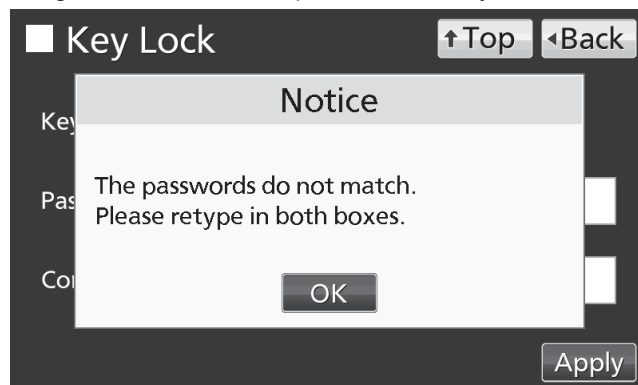 Key Lock
↑Top
◂Back
Notice
The passwords do not match.
Please retype in both boxes.
OK
Apply